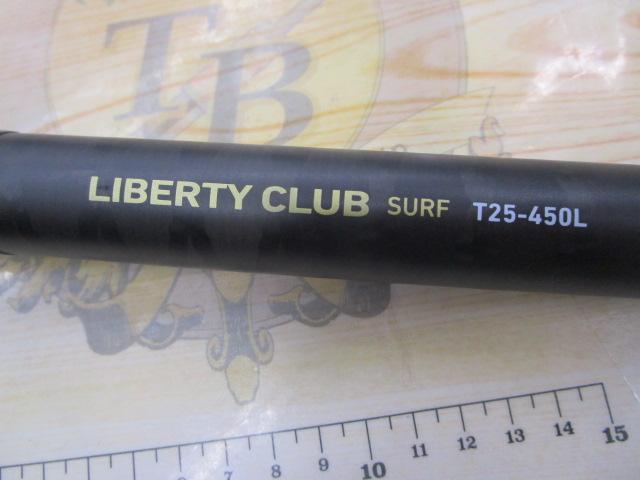 TB
LIBERTY CLUB SURF T25-450L
7 8 9 10 11 12 13 14 15